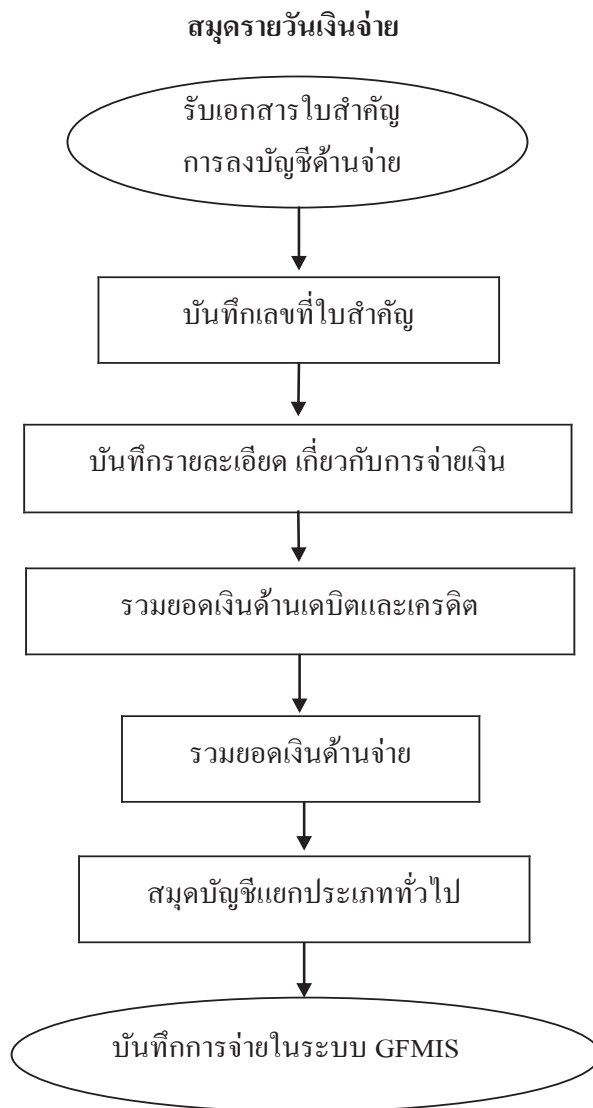 สมุดรายวันเงินจ่าย
รับเอกสารใบสำคัญ
การลงบัญชีด้านจ่าย
บันทึกเลขที่ใบสำคัญ
บันทึกรายละเอียด เกี่ยวกับการจ่ายเงิน
รวมยอดเงินด้านเดบิตและเครดิต
รวมยอดเงินด้านจ่าย
สมุดบัญชีแยกประเภททั่วไป
บันทึกการจ่ายในระบบ GFMIS